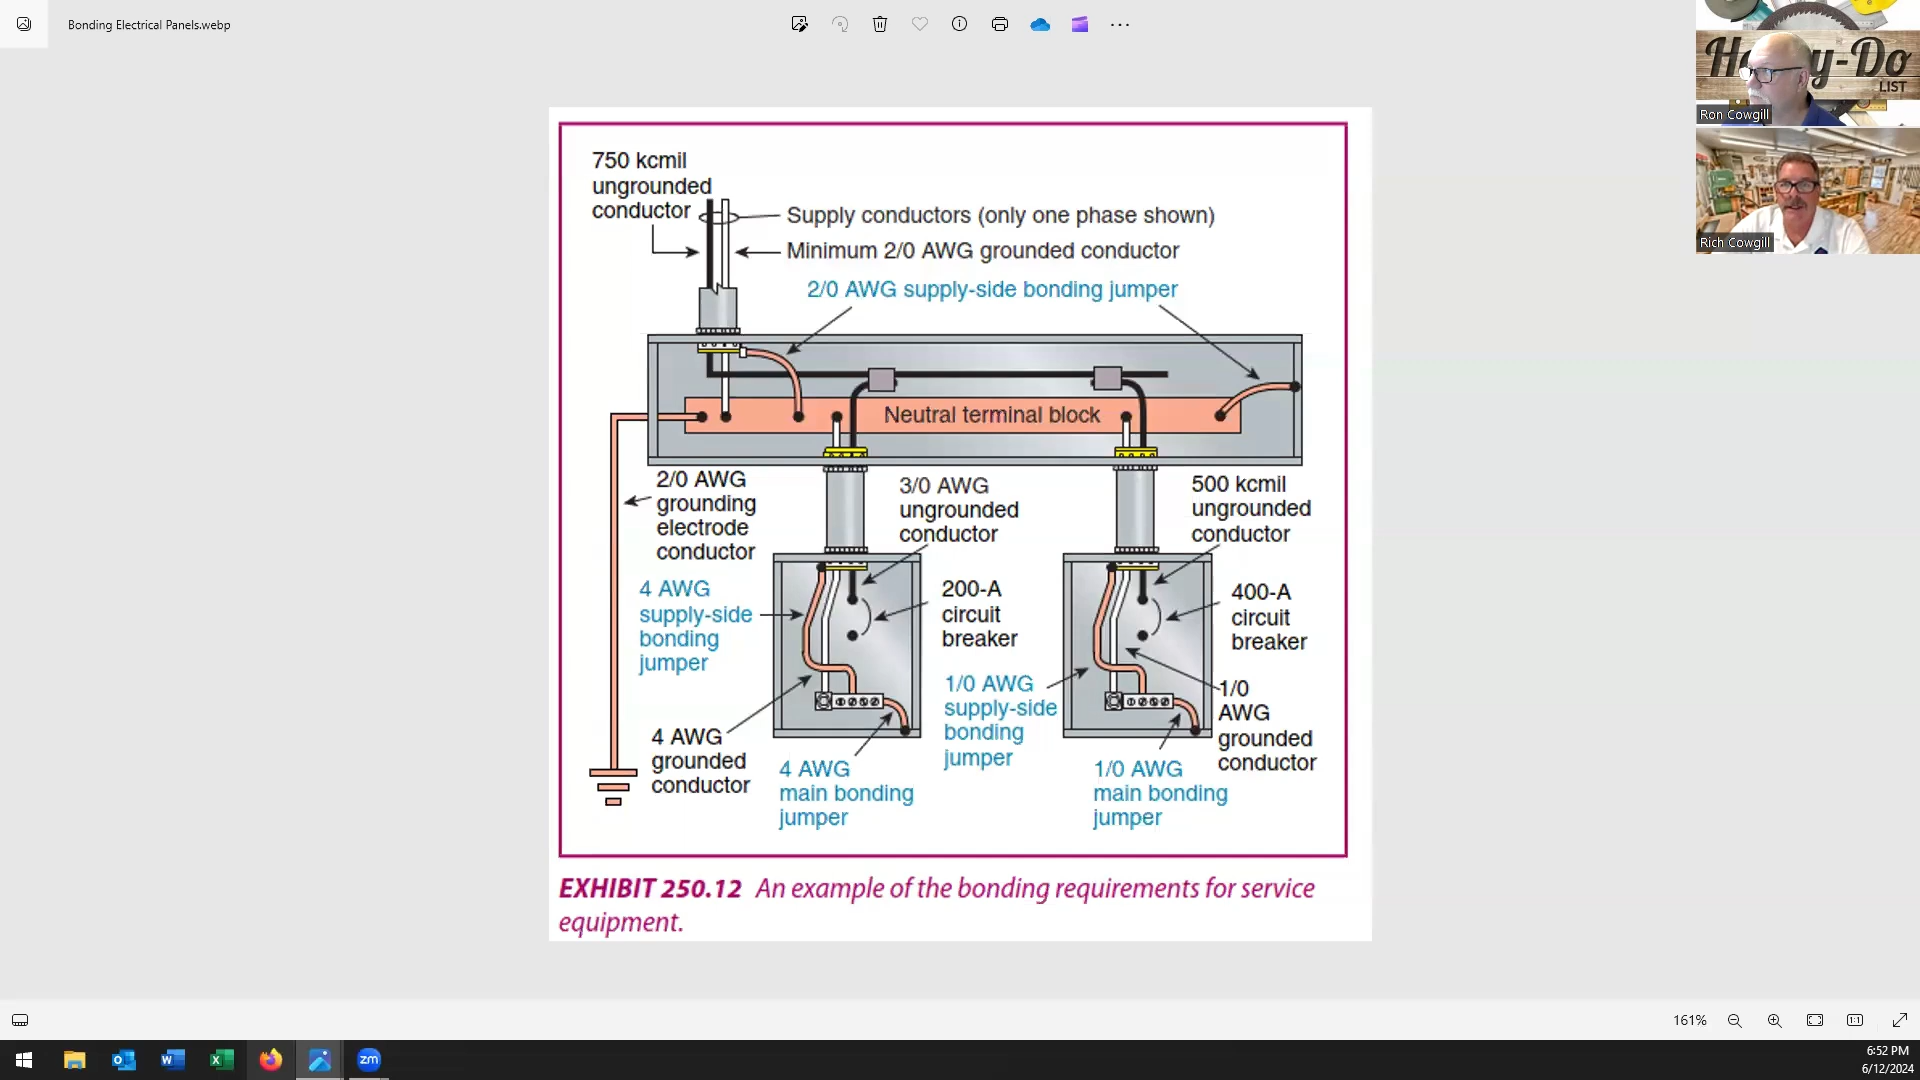 Bonding Electrical Panels.webp
Handy-Do
LIST
Ron Cowgill
Rich Cowgill
750 kcmil
ungrounded
conductor
Supply conductors (only one phase shown)
Minimum 2/0 AWG grounded conductor
2/0 AWG supply-side bonding jumper
Neutral terminal block
2/0 AWG
grounding
electrode
conductor
3/0 AWG
ungrounded
conductor
500 kcmil
ungrounded
conductor
4 AWG
supply-side
bonding
jumper
200-A
circuit
breaker
400-A
circuit
breaker
1/0 AWG
supply-side
bonding
jumper
1/0
AWG
grounded
conductor
4 AWG
grounded
conductor
4 AWG
main bonding
jumper
1/0 AWG
main bonding
jumper
EXHIBIT 250.12 An example of the bonding requirements for service
equipment.
161%
1:1
zm
6:52 PM
6/12/2024